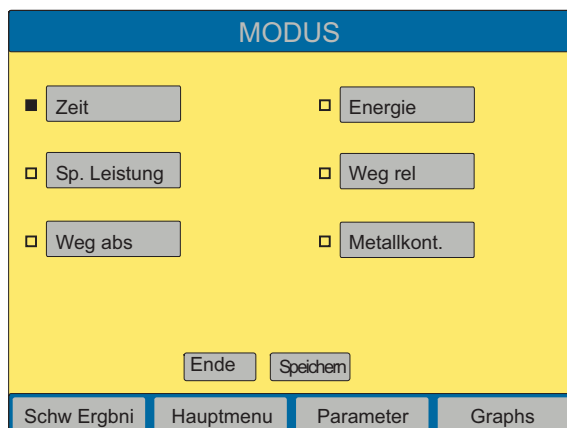 MODUS
Zeit
Energie
Sp. Leistung
Weg rel
Weg abs
Metallkont.
Ende
Speichern
Schw Ergbni
Hauptmenu
Parameter
Graphs